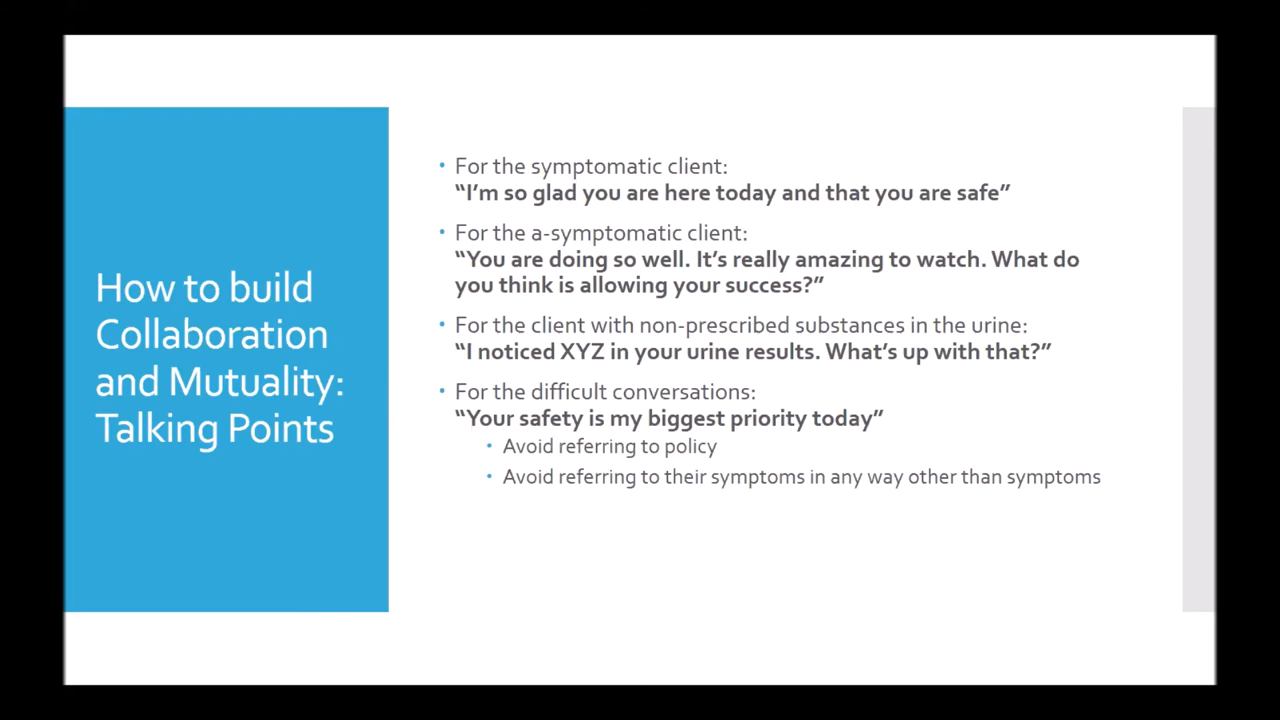 How to build
Collaboration
and Mutuality:
Talking Points
• For the symptomatic client:
“I’m so glad you are here today and that you are safe”
• For the a-symptomatic client:
“You are doing so well. It’s really amazing to watch. What do
you think is allowing your success?”
• For the client with non-prescribed substances in the urine:
“I noticed XYZ in your urine results. What’s up with that?”
• For the difficult conversations:
“Your safety is my biggest priority today”
• Avoid referring to policy
• Avoid referring to their symptoms in any way other than symptoms